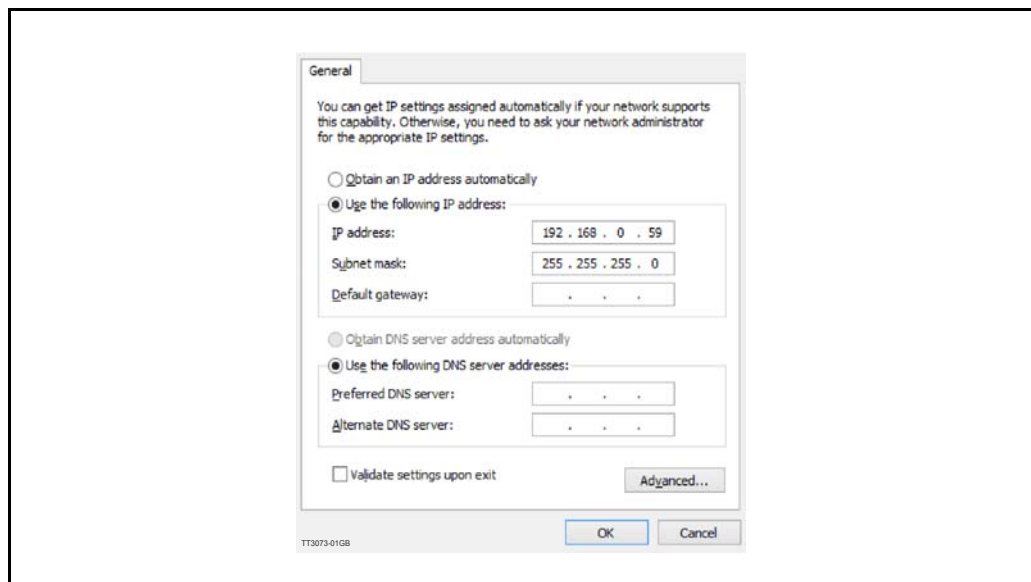 General
You can get IP settings assigned automatically if your network supports
this capability. Otherwise, you need to ask your network administrator
for the appropriate IP settings.
Obtain an IP address automatically
Use the following IP address:
IP address: 192 . 168 . 0 . 59
Subnet mask: 255 . 255 . 255 . 0
Default gateway: . . .
Obtain DNS server address automatically
Use the following DNS server addresses:
Preferred DNS server: . . .
Alternate DNS server: . . .
Validate settings upon exit
Advanced...
OK Cancel
TT3073-01GB